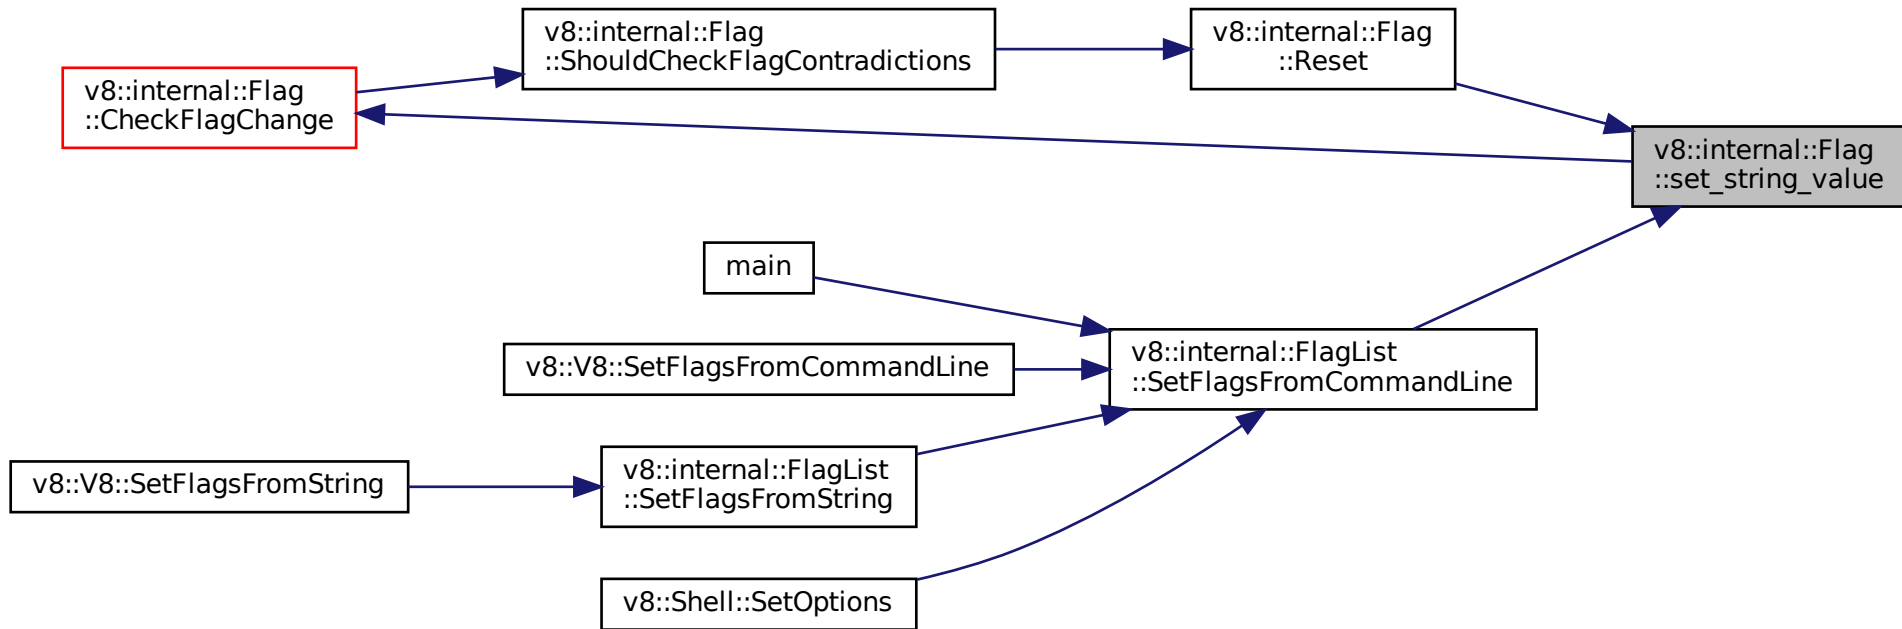 v8::internal::Flag
::ShouldCheckFlagContradictions
v8::internal::Flag
::Reset
v8::internal::Flag
::CheckFlagChange
v8::internal::Flag
::set_string_value
main
v8::internal::FlagList
::SetFlagsFromCommandLine
v8::V8::SetFlagsFromCommandLine
v8::internal::FlagList
::SetFlagsFromString
v8::V8::SetFlagsFromString
v8::Shell::SetOptions